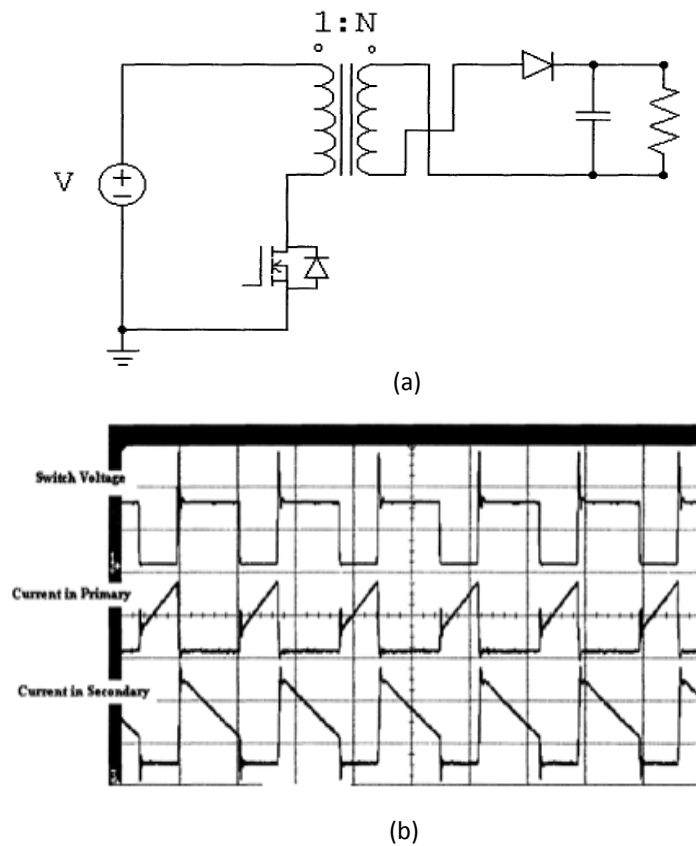 1:N
V
(a)
Switch Voltage
Current in Primary
Current in Secondary
(b)